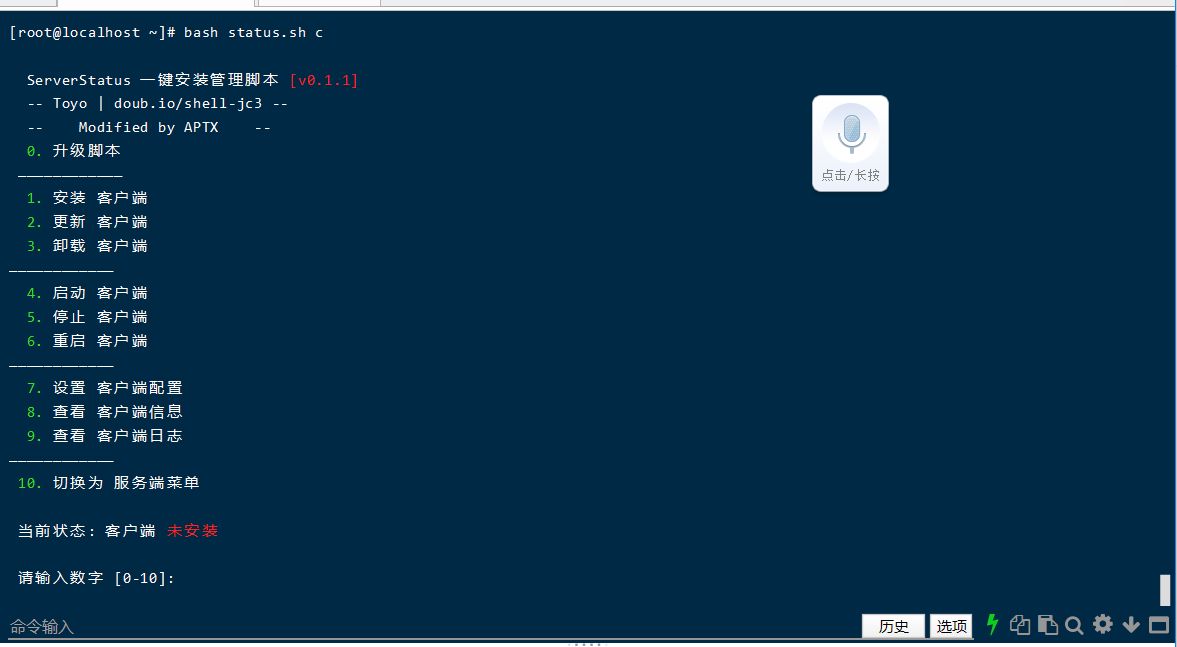 [root@localhost ~]# bash status.sh c
ServerStatus 一键安装管理脚本 [v0.1.1]
-- Toyo | doub.io/shell-jc3 --
--    Modified by APTX    --
0. 升级脚本
————————————
1. 安装 客户端
2. 更新 客户端
3. 卸载 客户端
————————————
4. 启动 客户端
5. 停止 客户端
6. 重启 客户端
————————————
7. 设置 客户端配置
8. 查看 客户端信息
9. 查看 客户端日志
————————————
10. 切换为 服务端菜单
当前状态: 客户端 未安装
请输入数字 [0-10]:
点击/长按
命令输入 历史 选项